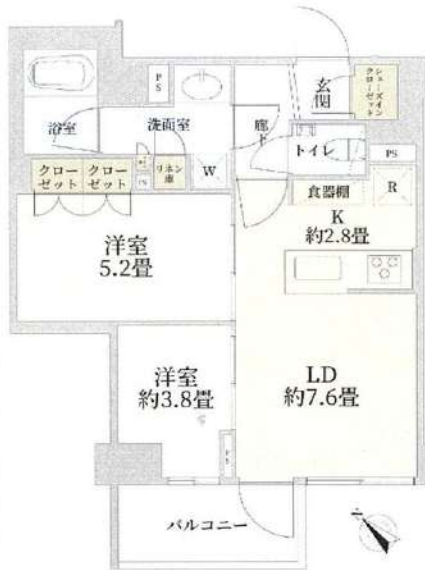 PS
シューズイン
クローゼット
玄関
浴室
洗面室
廊下
トイレ
クロー
ゼット
クロー
ゼット
PS
リネン
庫
W
PS
食器棚
R
K
約2.8畳
洋室
5.2畳
洋室
約3.8畳
LD
約7.6畳
PS
バルコニー